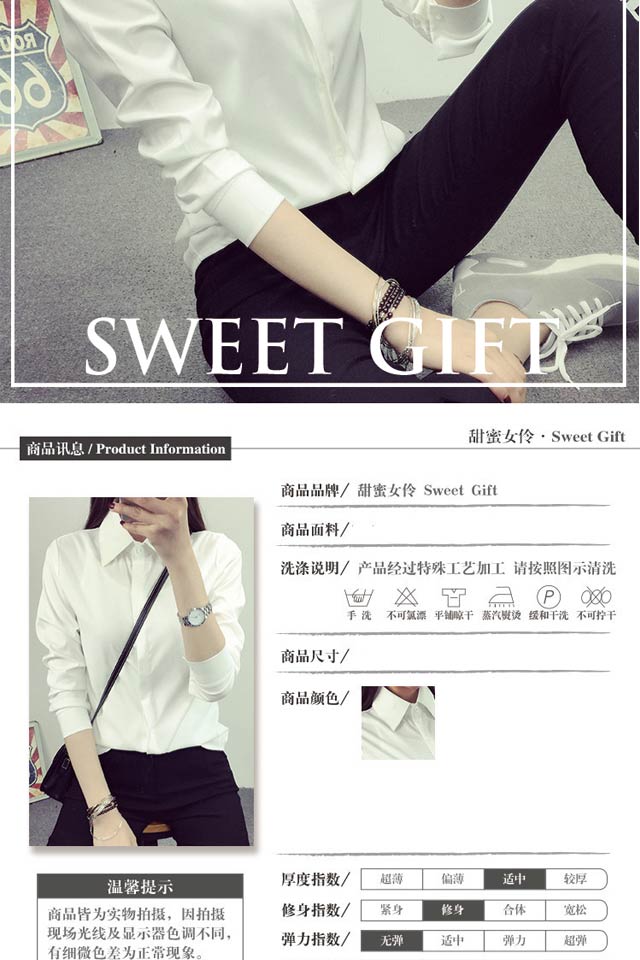 ROUTE
66
SWEET GIFT
甜蜜女伶 · Sweet Gift
商品讯息 / Product Information
商品品牌/ 甜蜜女伶 Sweet Gift
商品面料/
洗涤说明/ 产品经过特殊工艺加工 请按照图示清洗
手 洗 不可氯漂 平铺晾干 蒸汽熨烫 缓和干洗 不可拧干
商品尺寸/
商品颜色/
厚度指数/ 超薄 偏薄 适中 较厚
修身指数/ 紧身 修身 合体 宽松
弹力指数/ 无弹 适中 弹力 超弹
温馨提示
商品皆为实物拍摄，因拍摄
现场光线及显示器色调不同，
有细微色差为正常现象。